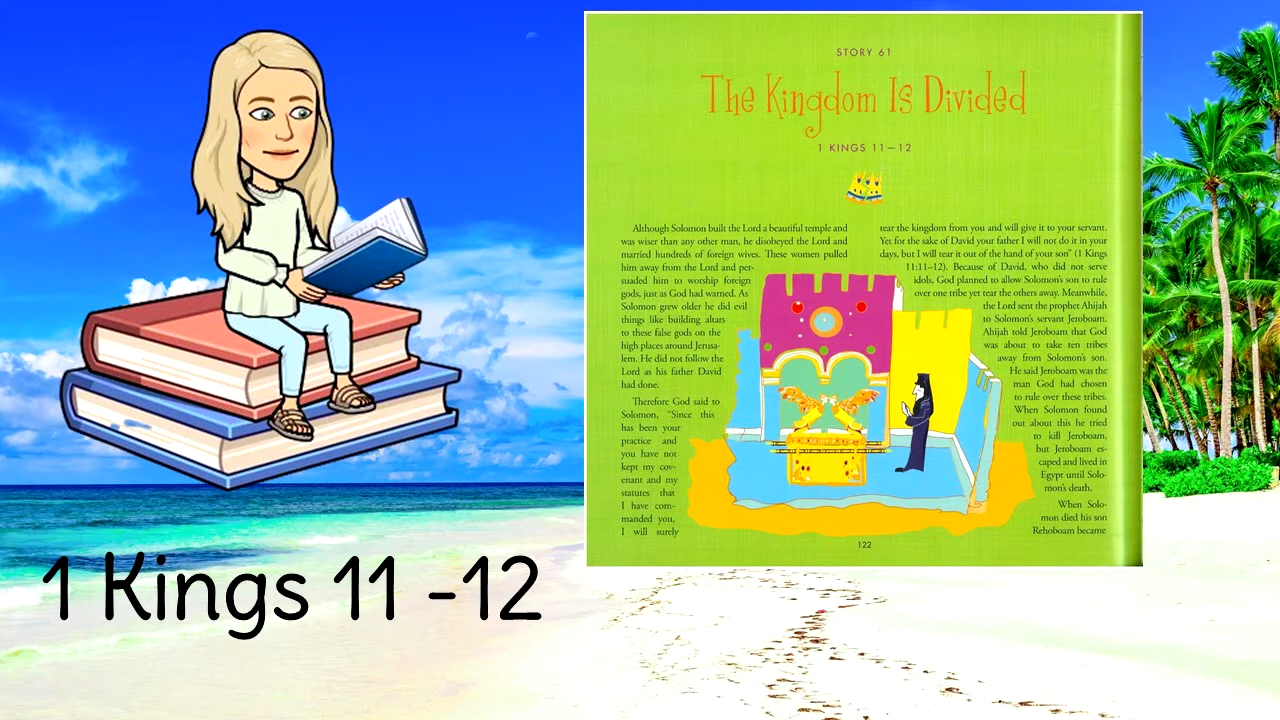 STORY 61
The Kingdom Is Divided
1 KINGS 11—12
Although Solomon built the Lord a beautiful temple and
was wiser than any other man, he disobeyed the Lord and
married hundreds of foreign wives. These women pulled
him away from the Lord and per-
suaded him to worship foreign
gods, just as God had warned. As
Solomon grew older he did evil
things like building altars
to these false gods on the
high places around Jerusa-
lem. He did not follow the
Lord as his father David
had done.
Therefore God said to
Solomon, “Since this
has been your
practice and
you have not
kept my cov-
enant and my
statutes that
I have com-
manded you,
I will surely
tear the kingdom from you and will give it to your servant.
Yet for the sake of David your father I will not do it in your
days, but I will tear it out of the hand of your son” (1 Kings
11:11–12). Because of David, who did not serve
idols, God planned to allow Solomon’s son to rule
over one tribe yet tear the others away. Meanwhile,
the Lord sent the prophet Ahijah
to Solomon’s servant Jeroboam.
Ahijah told Jeroboam that God
was about to take ten tribes
away from Solomon’s son.
He said Jeroboam was the
man God had chosen
to rule over these tribes.
When Solomon found
out about this he tried
to kill Jeroboam,
but Jeroboam es-
caped and lived in
Egypt until Solo-
mon’s death.
When Solo-
mon died his son
Rehoboam became
122
1 Kings 11 -12